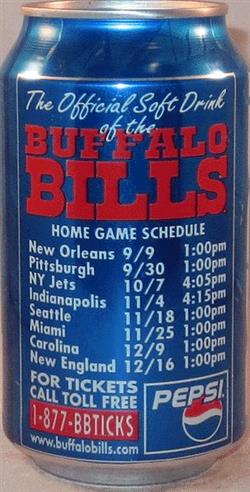 The Official Soft Drink
of the
BUFFALO
BILLS
HOME GAME SCHEDULE
New Orleans 9/9 1:00pm
Pittsburgh 9/30 1:00pm
NY Jets 10/7 4:05pm
Indianapolis 11/4 4:15pm
Seattle 11/18 1:00pm
Miami 11/25 1:00pm
Carolina 12/9 1:00pm
New England 12/16 1:00pm
FOR TICKETS
CALL TOLL FREE
1-877-BBTICKS
www.buffalobills.com
PEPSI